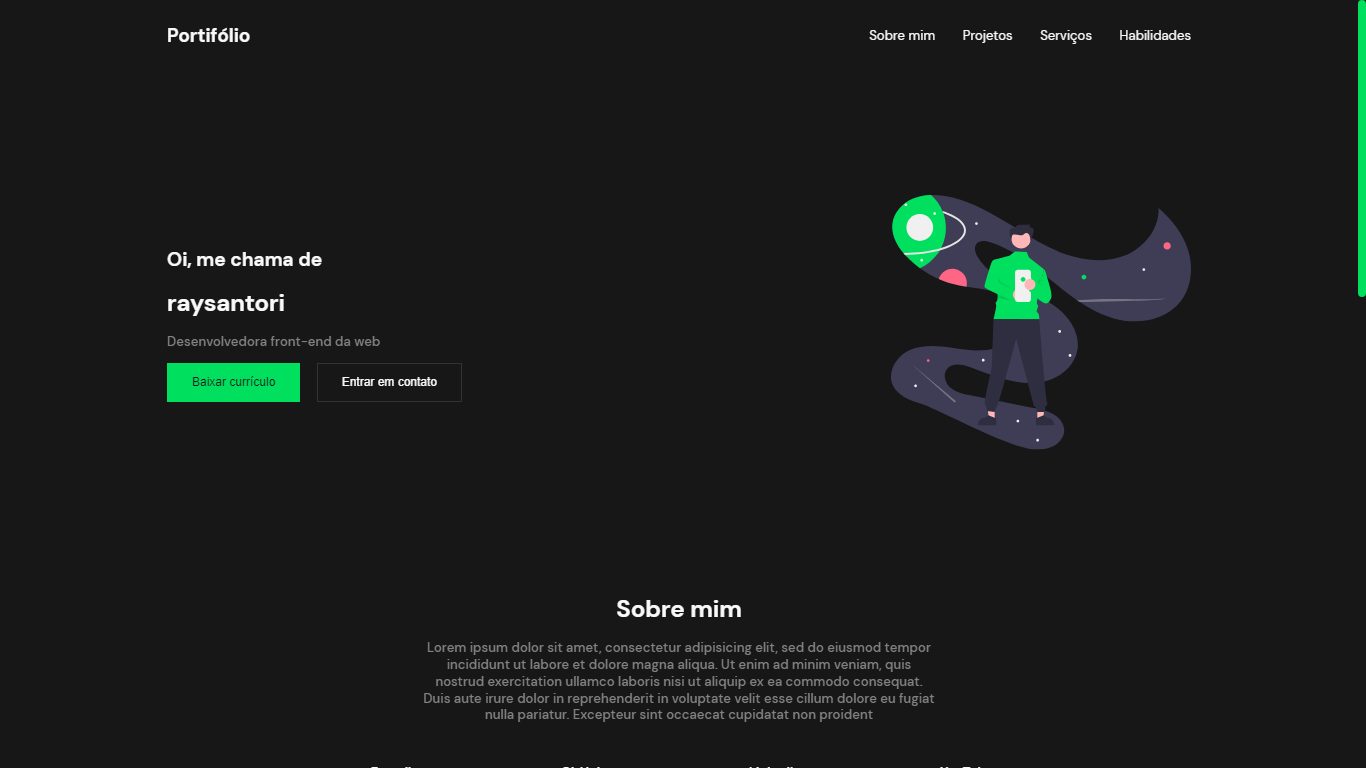 Portifólio
Sobre mim Projetos Serviços Habilidades
Oi, me chama de
raysantori
Desenvolvedora front-end da web
Baixar currículo Entrar em contato
Sobre mim
Lorem ipsum dolor sit amet, consectetur adipisicing elit, sed do eiusmod tempor
incididunt ut labore et dolore magna aliqua. Ut enim ad minim veniam, quis
nostrud exercitation ullamco laboris nisi ut aliquip ex ea commodo consequat.
Duis aute irure dolor in reprehenderit in voluptate velit esse cillum dolore eu fugiat
nulla pariatur. Excepteur sint occaecat cupidatat non proident